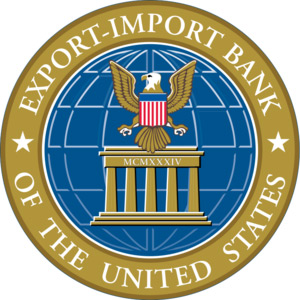 EXPORT-IMPORT BANK
OF THE UNITED STATES
MCMXXXIV